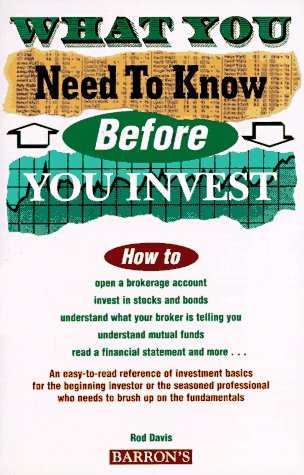 WHAT YOU
Need To Know
Before
YOU INVEST
How to
open a brokerage account
invest in stocks and bonds
understand what your broker is telling you
understand mutual funds
read a financial statement and more . . .
An easy-to-read reference of investment basics
for the beginning investor or the seasoned professional
who needs to brush up on the fundamentals
Rod Davis
BARRON'S